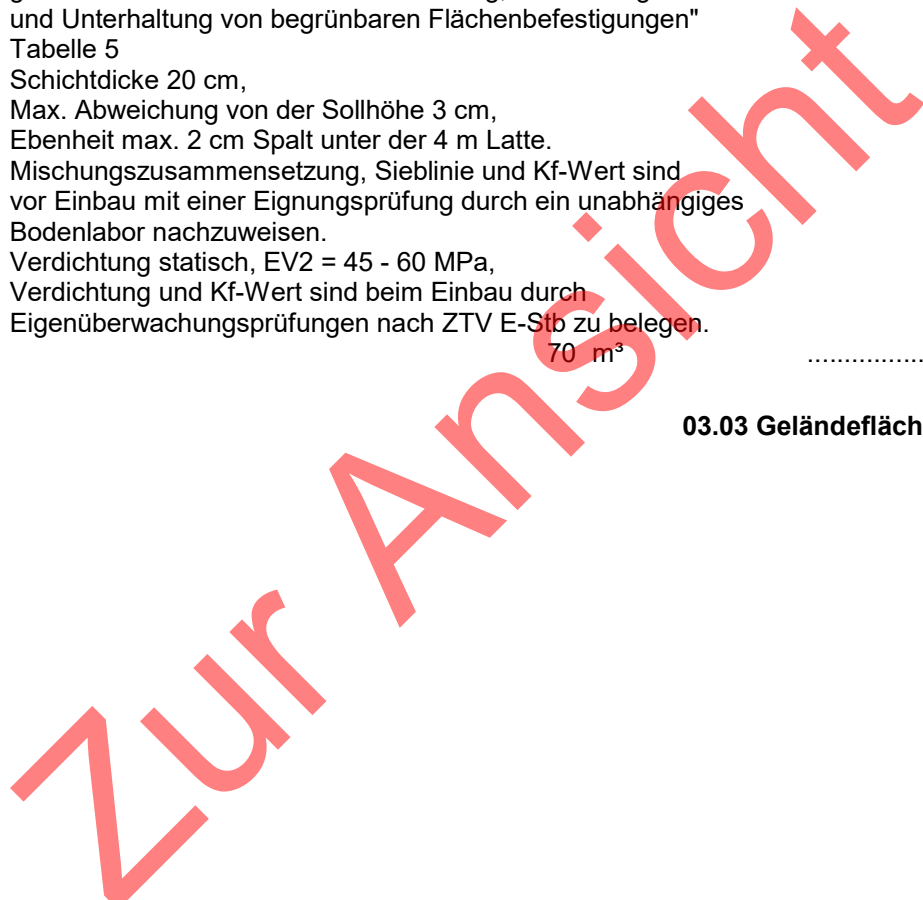 und Unterhaltung von begrünbaren Flächenbefestigungen"
Tabelle 5
Schichtdicke 20 cm,
Max. Abweichung von der Sollhöhe 3 cm,
Ebenheit max. 2 cm Spalt unter der 4 m Latte.
Mischungszusammensetzung, Sieblinie und Kf-Wert sind
vor Einbau mit einer Eignungsprüfung durch ein unabhängiges
Bodenlabor nachzuweisen.
Verdichtung statisch, EV2 = 45 - 60 MPa,
Verdichtung und Kf-Wert sind beim Einbau durch
Eigenüberwachungsprüfungen nach ZTV E-Stb zu belegen.
70 m³ ................
03.03 Geländefläch
Zur Ansicht